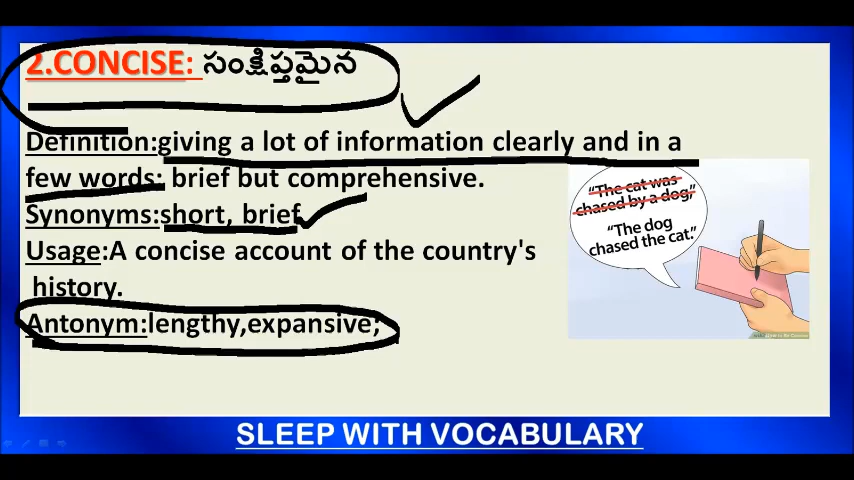 2.CONCISE: సంక్షిప్తమైన
Definition:giving a lot of information clearly and in a
few words: brief but comprehensive.
Synonyms:short, brief
Usage:A concise account of the country's
history.
Antonym:lengthy,expansive;
"The cat was
chased by a dog."
"The dog
chased the cat."
SLEEP WITH VOCABULARY